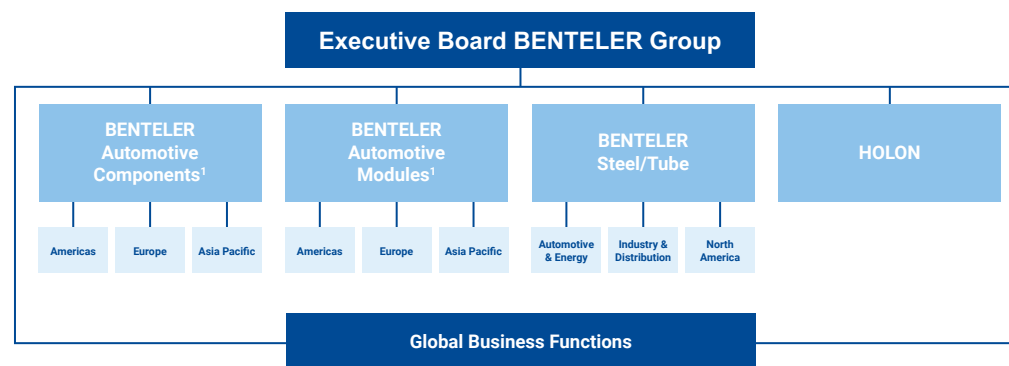 Executive Board BENTELER Group
BENTELER
Automotive
Components¹
BENTELER
Automotive
Modules¹
BENTELER
Steel/Tube
HOLON
Americas
Europe
Asia Pacific
Americas
Europe
Asia Pacific
Automotive
& Energy
Industry &
Distribution
North
America
Global Business Functions